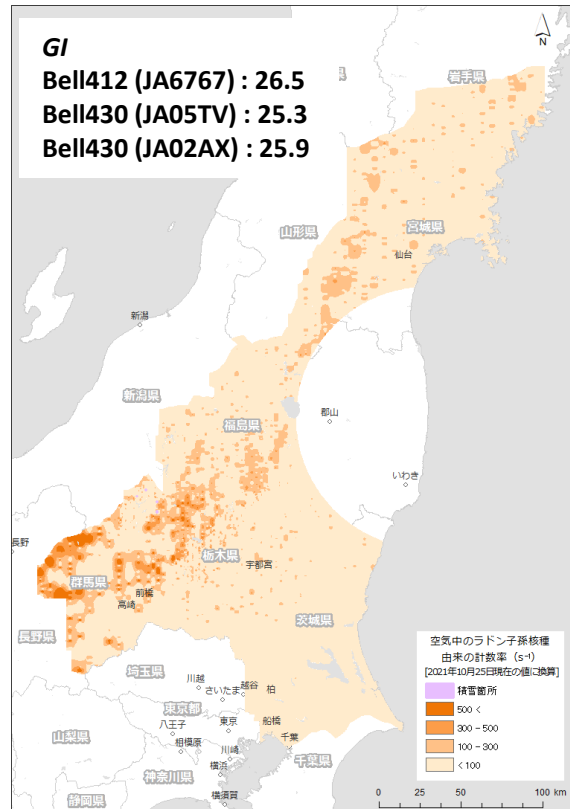 GI
Bell412 (JA6767) : 26.5
Bell430 (JA05TV) : 25.3
Bell430 (JA02AX) : 25.9
N
岩手県
宮城県
山形県
仙台
新潟
新潟県
福島県
郡山
いわき
長野
栃木県
宇都宮
群馬県
前橋
高崎
茨城県
長野県
埼玉県
川越
さいたま
越谷
柏
東京都
八王子
東京
船橋
千葉
山梨県
相模原
川崎
千葉県
神奈川県
横浜
静岡県
横須賀
空気中のラドン子孫核種
由来の計数率（s⁻¹）
[2021年10月25日現在の値に換算]
積雪箇所
500 <
300 - 500
100 - 300
< 100
0 25 50 100 km